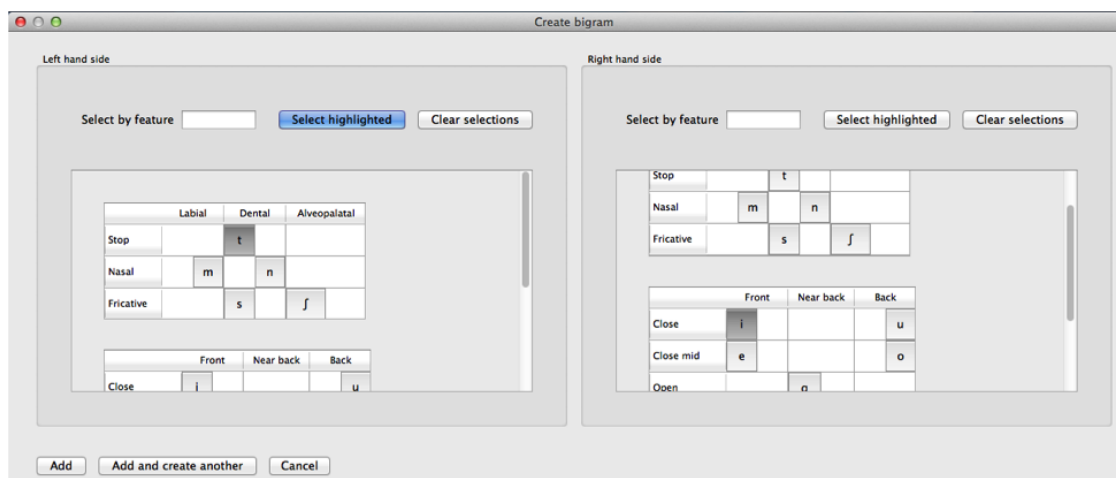 Create bigram
Left hand side
Select by feature Select highlighted Clear selections
Labial Dental Alveopalatal
Stop t
Nasal m n
Fricative s ʃ
Front Near back Back
Close i u
Right hand side
Select by feature Select highlighted Clear selections
Stop t
Nasal m n
Fricative s ʃ
Front Near back Back
Close i u
Close mid e o
Open ɑ
Add Add and create another Cancel